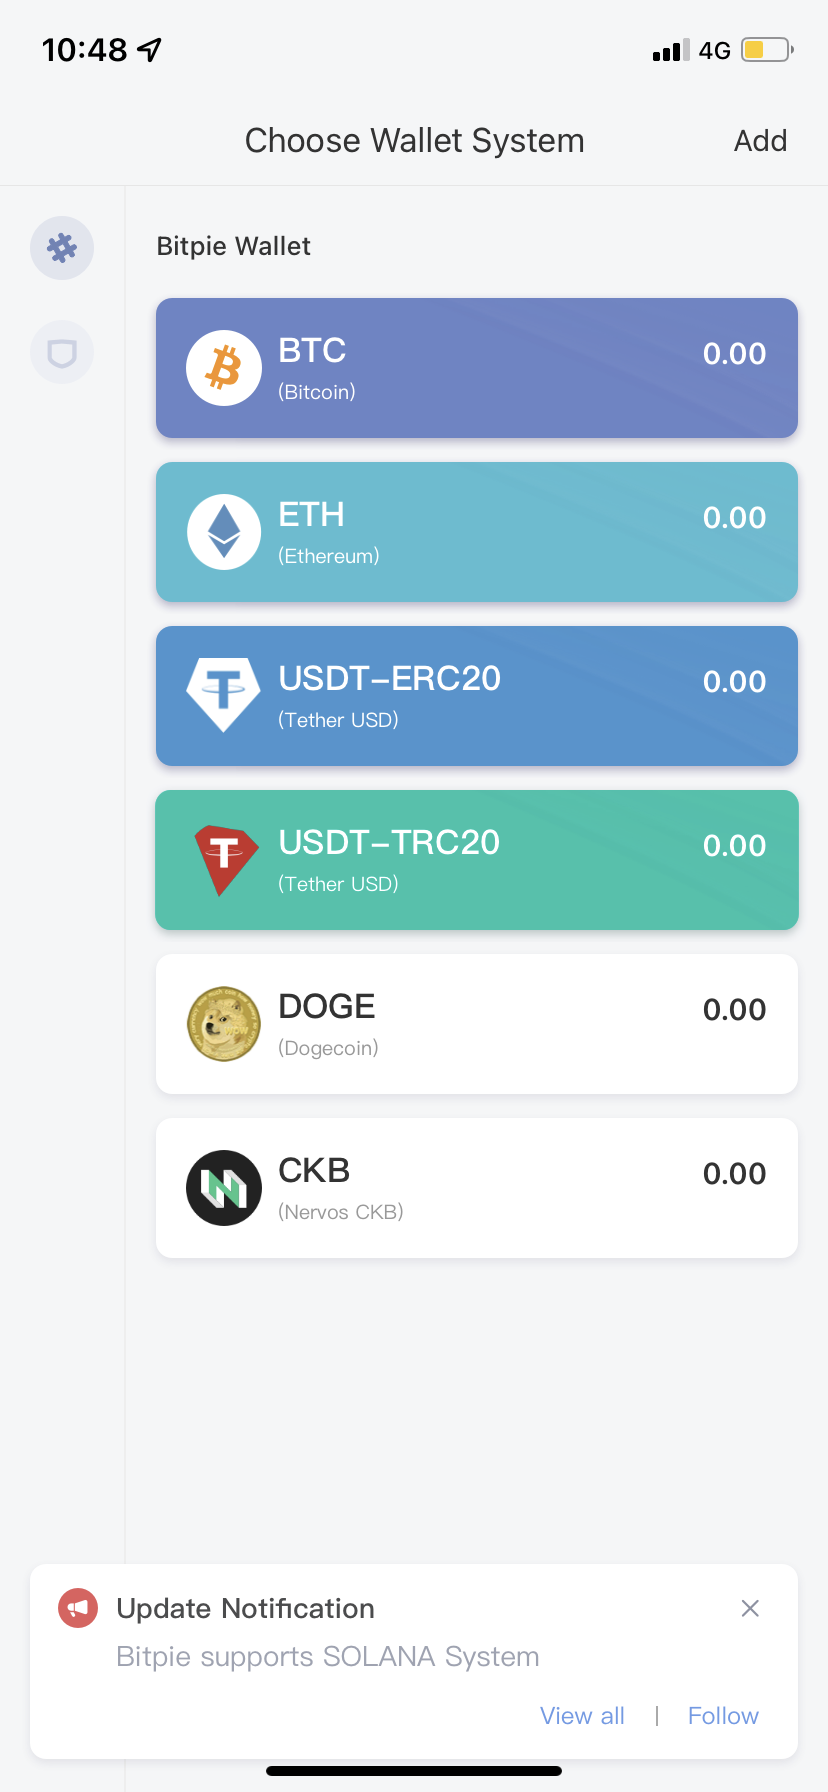 10:48
4G
Choose Wallet System
Add
Bitpie Wallet
BTC
0.00
(Bitcoin)
ETH
0.00
(Ethereum)
USDT-ERC20
0.00
(Tether USD)
USDT-TRC20
0.00
(Tether USD)
DOGE
0.00
(Dogecoin)
CKB
0.00
(Nervos CKB)
Update Notification
Bitpie supports SOLANA System
View all | Follow